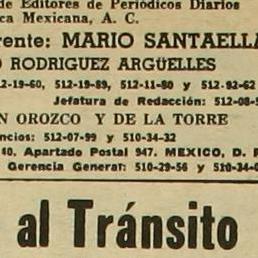 de Editores de Periódicos Diarios
ca Mexicana, A. C.
rente: MARIO SANTAELLA
O RODRIGUEZ ARGÜELLES
12-19-60, 512-19-89, 512-11-80 y 512-92-62
Jefatura de Redacción: 512-08-
N OROZCO Y DE LA TORRE
ncios: 512-07-99 y 510-34-32
40, Apartado Postal 947. MEXICO, D.
Gerencia General: 510-29-56 y 510-34-
al Tránsito